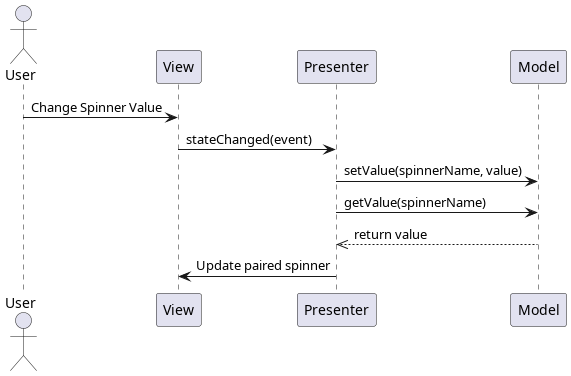 User
View
Presenter
Model
Change Spinner Value
stateChanged(event)
setValue(spinnerName, value)
getValue(spinnerName)
return value
Update paired spinner
User
View
Presenter
Model